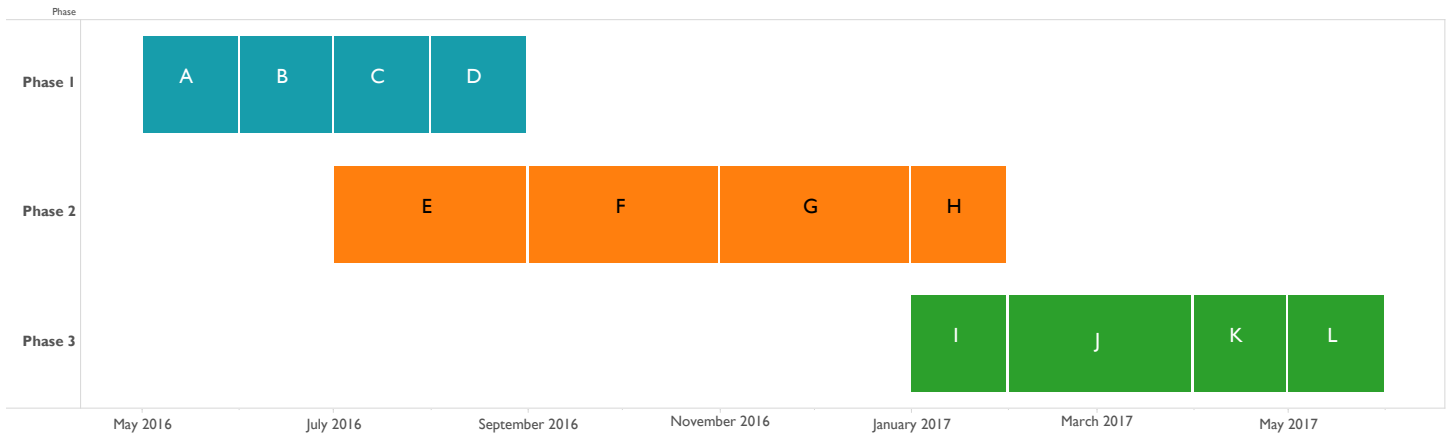 Phase
Phase 1
A B C D
Phase 2
E F G H
Phase 3
I J K L
May 2016 July 2016 September 2016 November 2016 January 2017 March 2017 May 2017